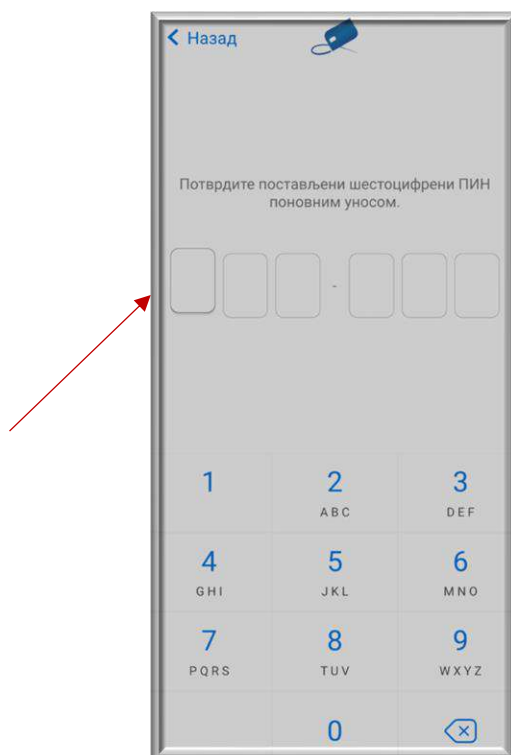 Назад
Потврдите постављени шестоцифрени ПИН
поновним уносом.
-
1 2 3
ABC DEF
4 5 6
GHI JKL MNO
7 8 9
PQRS TUV WXYZ
0